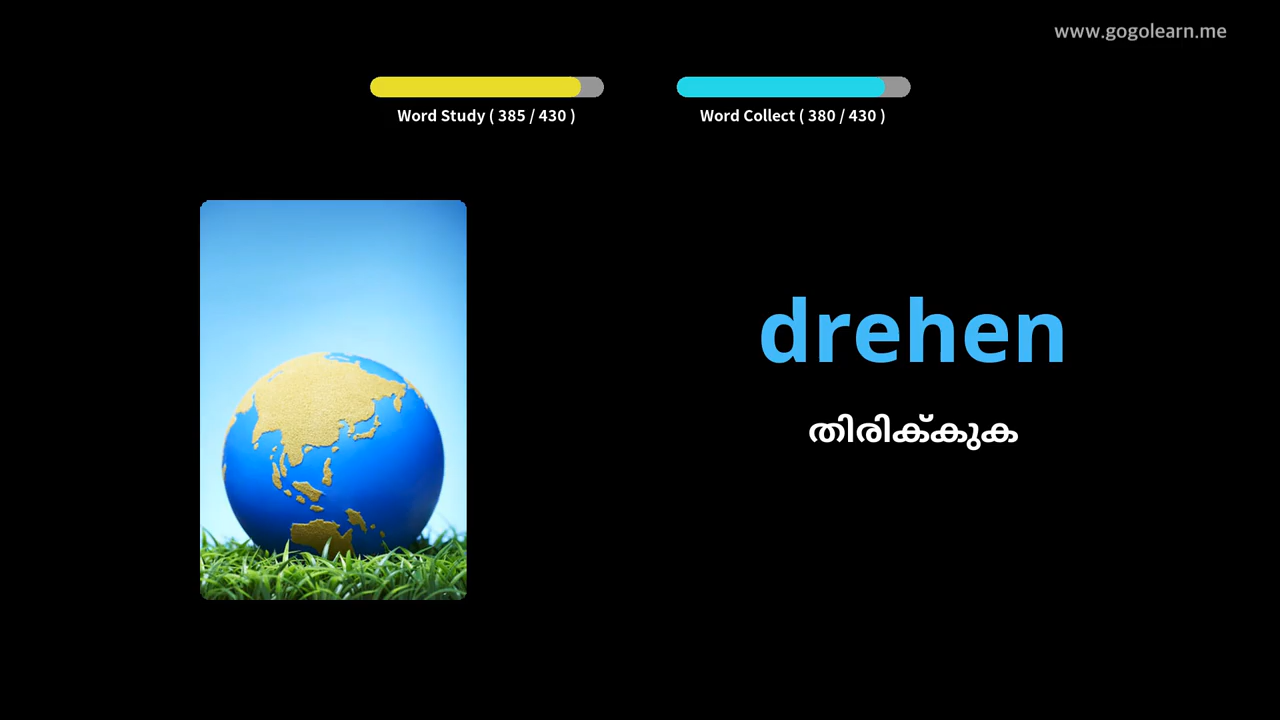 www.gogolearn.me
Word Study ( 385 / 430 )
Word Collect ( 380 / 430 )
drehen
തിരിക്കുക